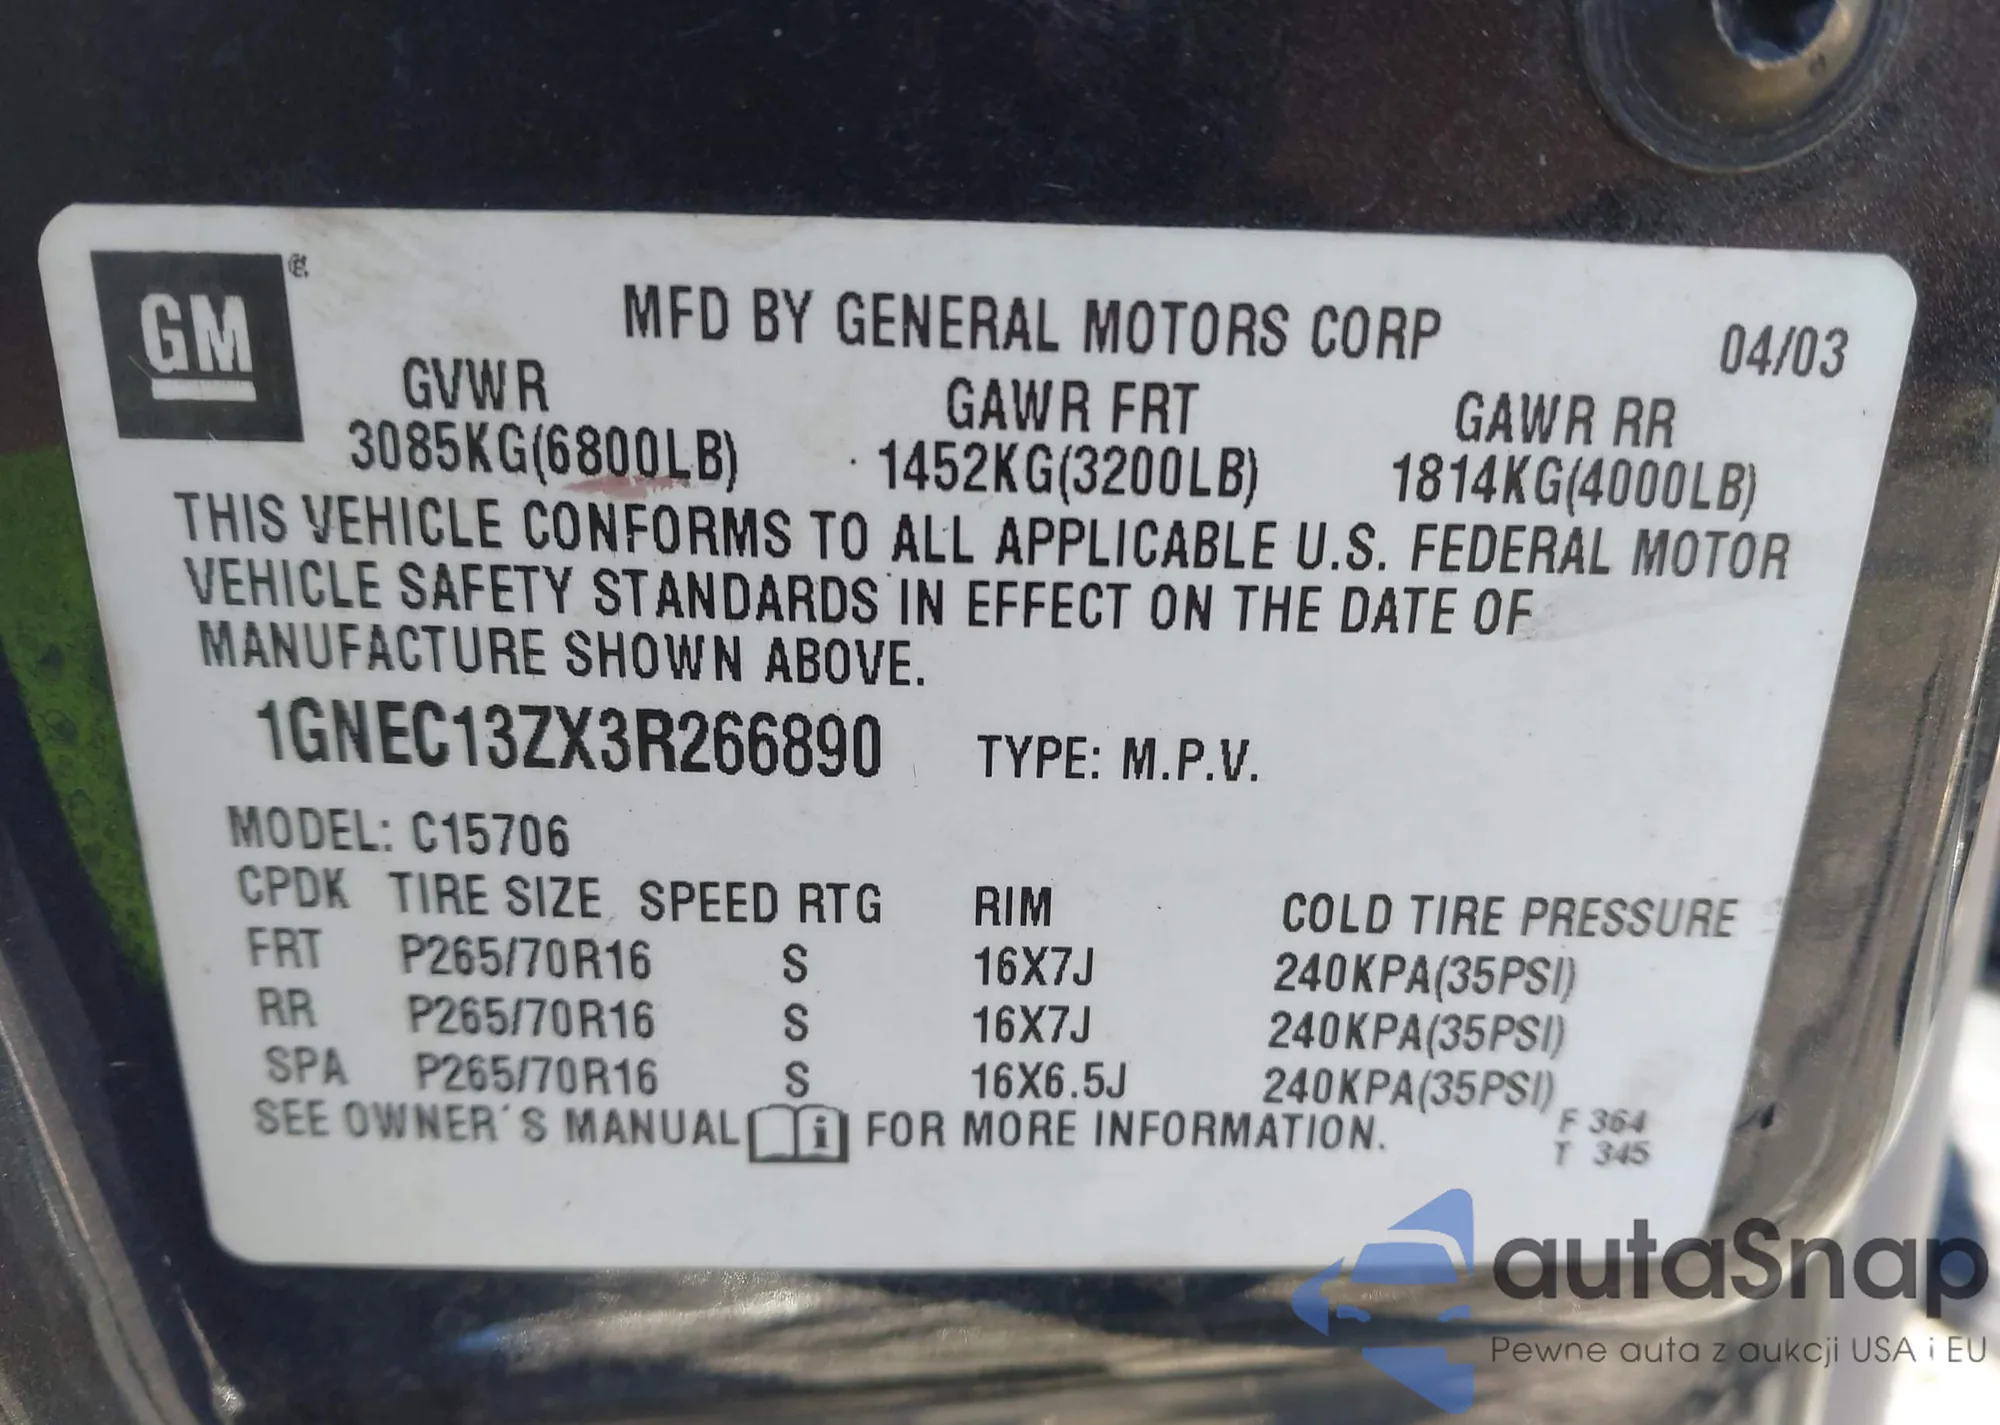 GM
MFD BY GENERAL MOTORS CORP 04/03
GVWR GAWR FRT GAWR RR
3085KG(6800LB) 1452KG(3200LB) 1814KG(4000LB)
THIS VEHICLE CONFORMS TO ALL APPLICABLE U.S. FEDERAL MOTOR
VEHICLE SAFETY STANDARDS IN EFFECT ON THE DATE OF
MANUFACTURE SHOWN ABOVE.
1GNEC13ZX3R266890 TYPE: M.P.V.
MODEL: C15706
CPDK TIRE SIZE SPEED RTG RIM COLD TIRE PRESSURE
FRT P265/70R16 S 16X7J 240KPA(35PSI)
RR P265/70R16 S 16X7J 240KPA(35PSI)
SPA P265/70R16 S 16X6.5J 240KPA(35PSI)
SEE OWNER'S MANUAL i FOR MORE INFORMATION.
F 364
T 345
autaSnap
Pewne auta z aukcji USA i EU